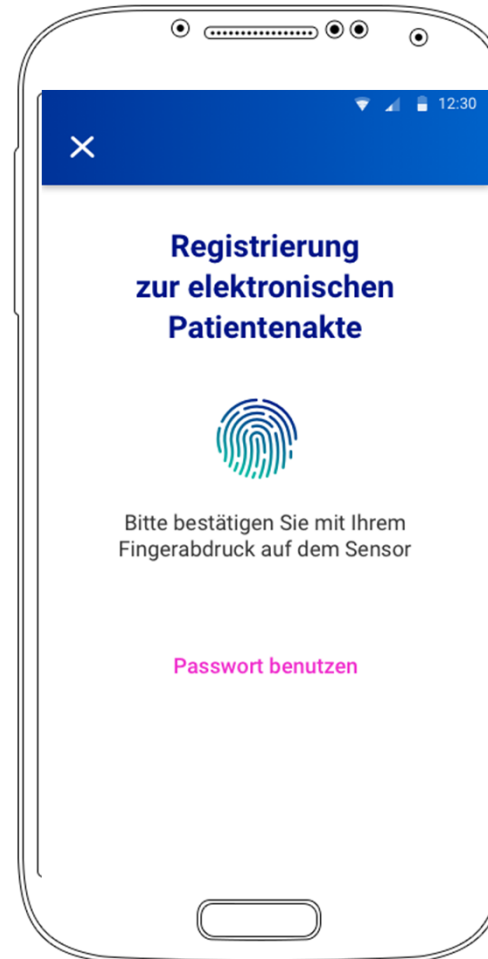 12:30
Registrierung
zur elektronischen
Patientenakte
Bitte bestätigen Sie mit Ihrem
Fingerabdruck auf dem Sensor
Passwort benutzen